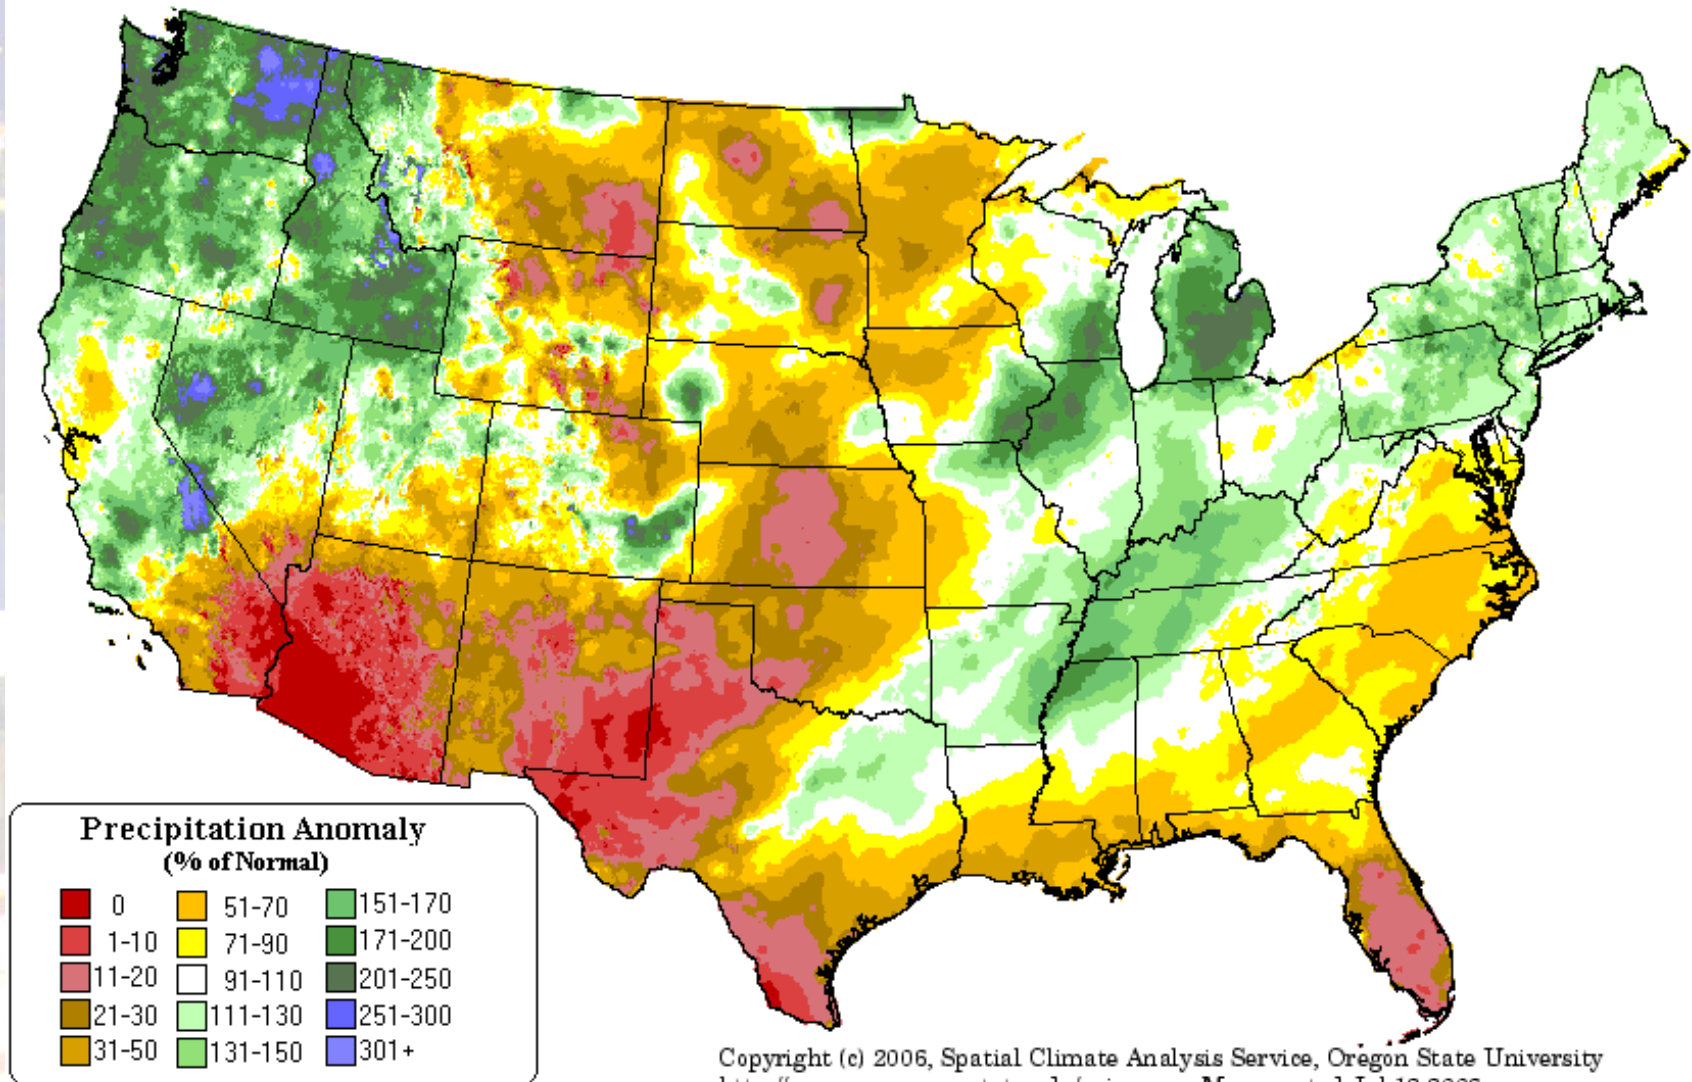 Precipitation Anomaly
(% of Normal)
0 51-70 151-170
1-10 71-90 171-200
11-20 91-110 201-250
21-30 111-130 251-300
31-50 131-150 301+
Copyright (c) 2006, Spatial Climate Analysis Service, Oregon State University